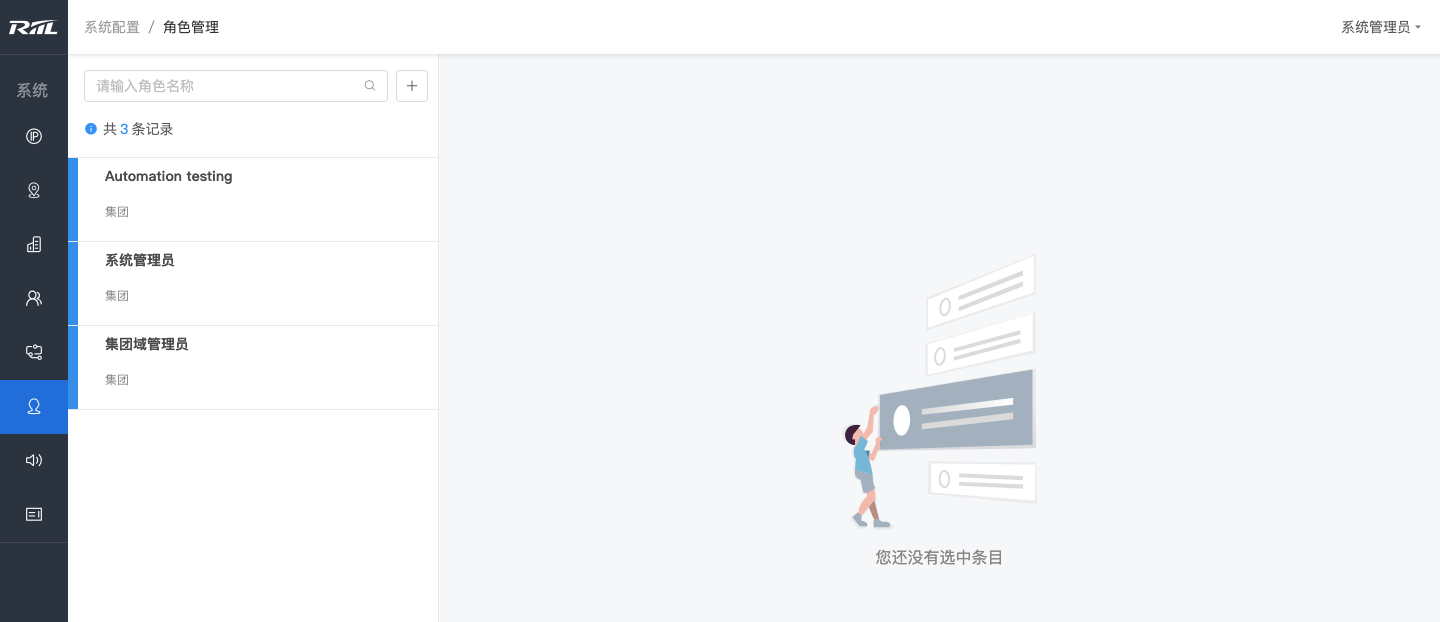 RIIL
系统配置 / 角色管理
系统管理员
系统
请输入角色名称
共 3 条记录
Automation testing
集团
系统管理员
集团
集团域管理员
集团
您还没有选中条目